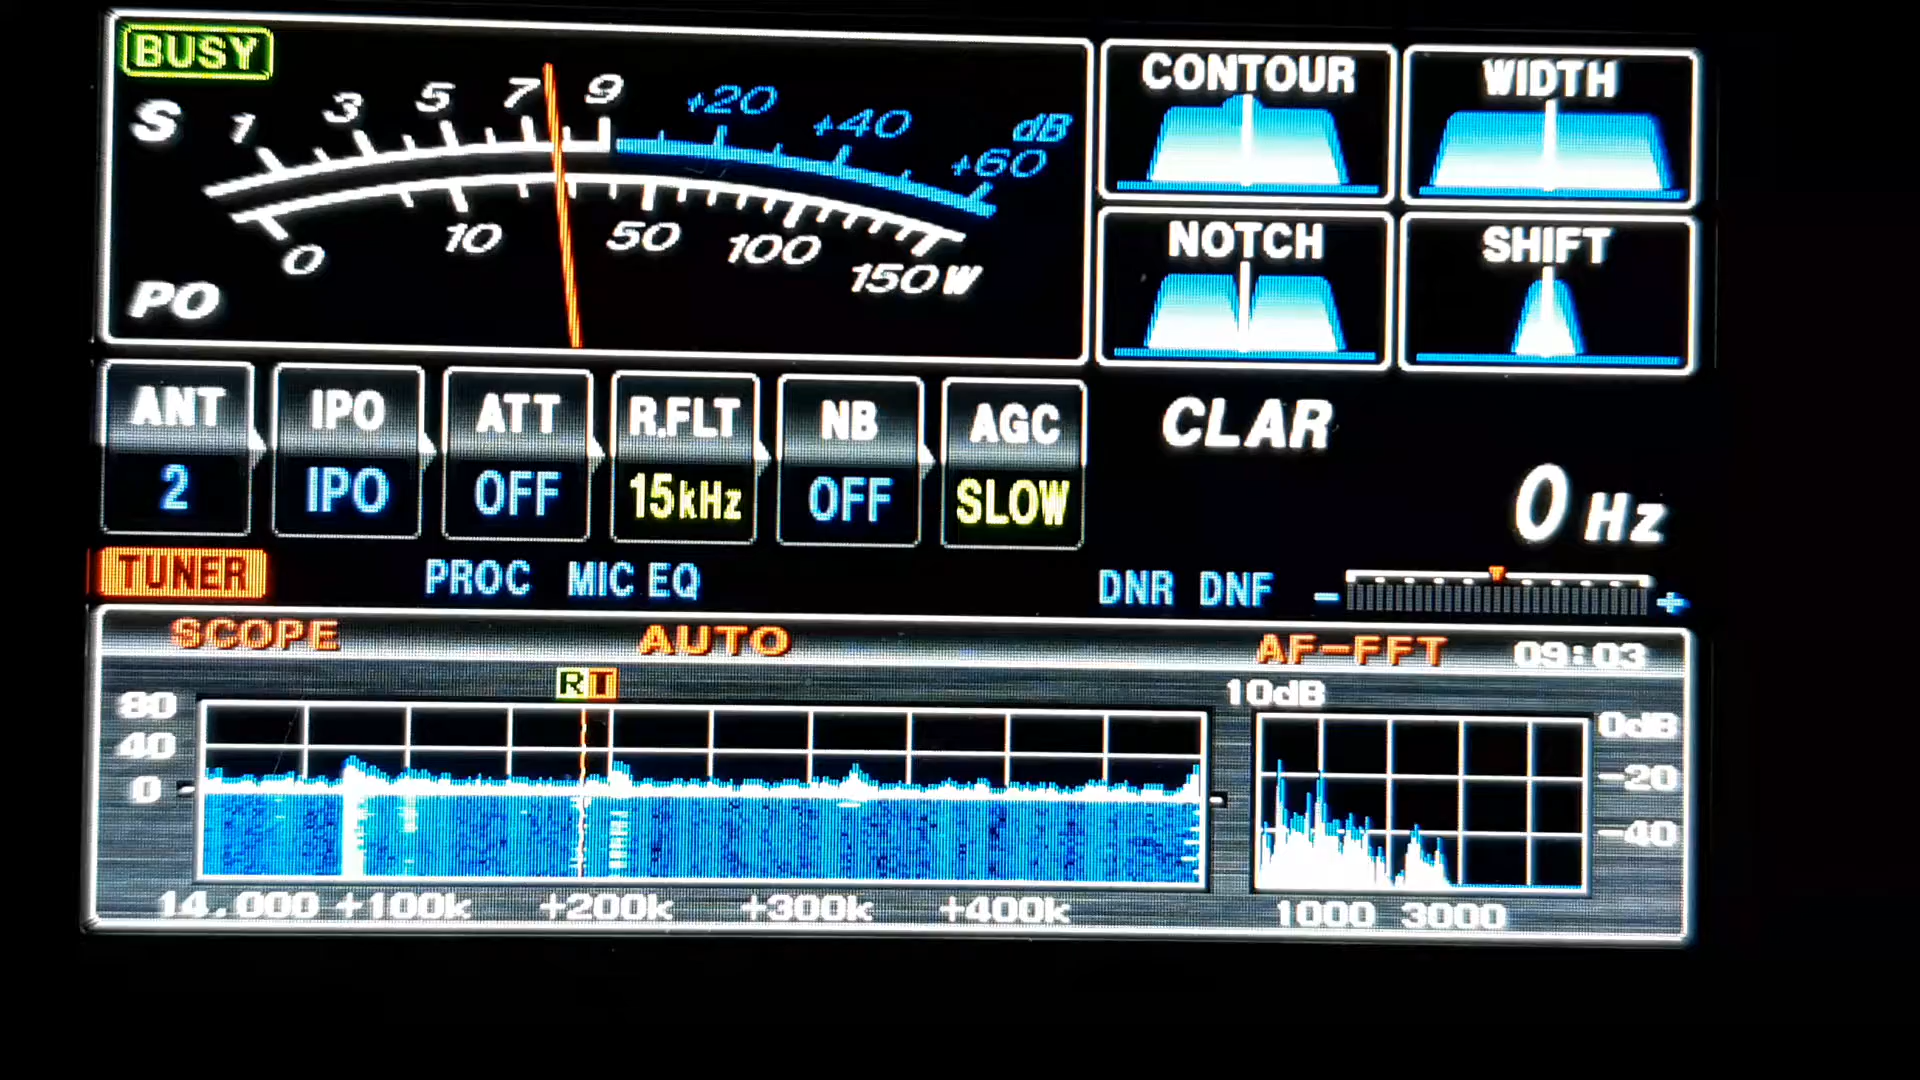 BUSY
S 1 3 5 7 9 +20 +40 +60 dB
0 10 50 100 150 W
PO
CONTOUR WIDTH
NOTCH SHIFT
ANT IPO ATT R.FLT NB AGC
2 IPO OFF 15kHz OFF SLOW
CLAR
0 Hz
TUNER PROC MIC EQ DNR DNF - +
SCOPE AUTO AF-FFT 09:03
R T
10dB
80
40
0
0dB
-20
-40
14.000 +100k +200k +300k +400k
1000 3000